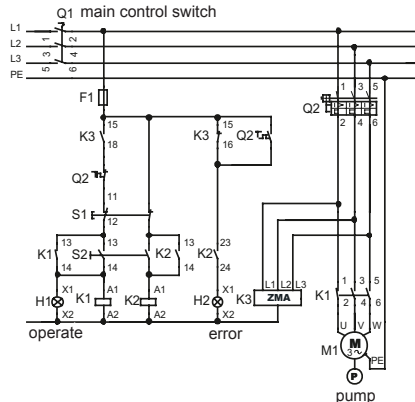 Q1 main control switch
L1 1 2
L2 3 4
L3 5 6
PE
F1
1 3 5
Q2
2 4 6
K3 15 18
K3 15 16
Q2
Q2
11
S1
12
K1 13 14
S2 13 14
K2 13 14
K2 23 24
L1 L2 L3
K3 ZMA
K1 1 3 5
2 4 6
H1 X1 X2
K1 A1 A2
K2 A1 A2
H2 X1 X2
U V W
M1 M 3~
PE
operate
error
P
pump